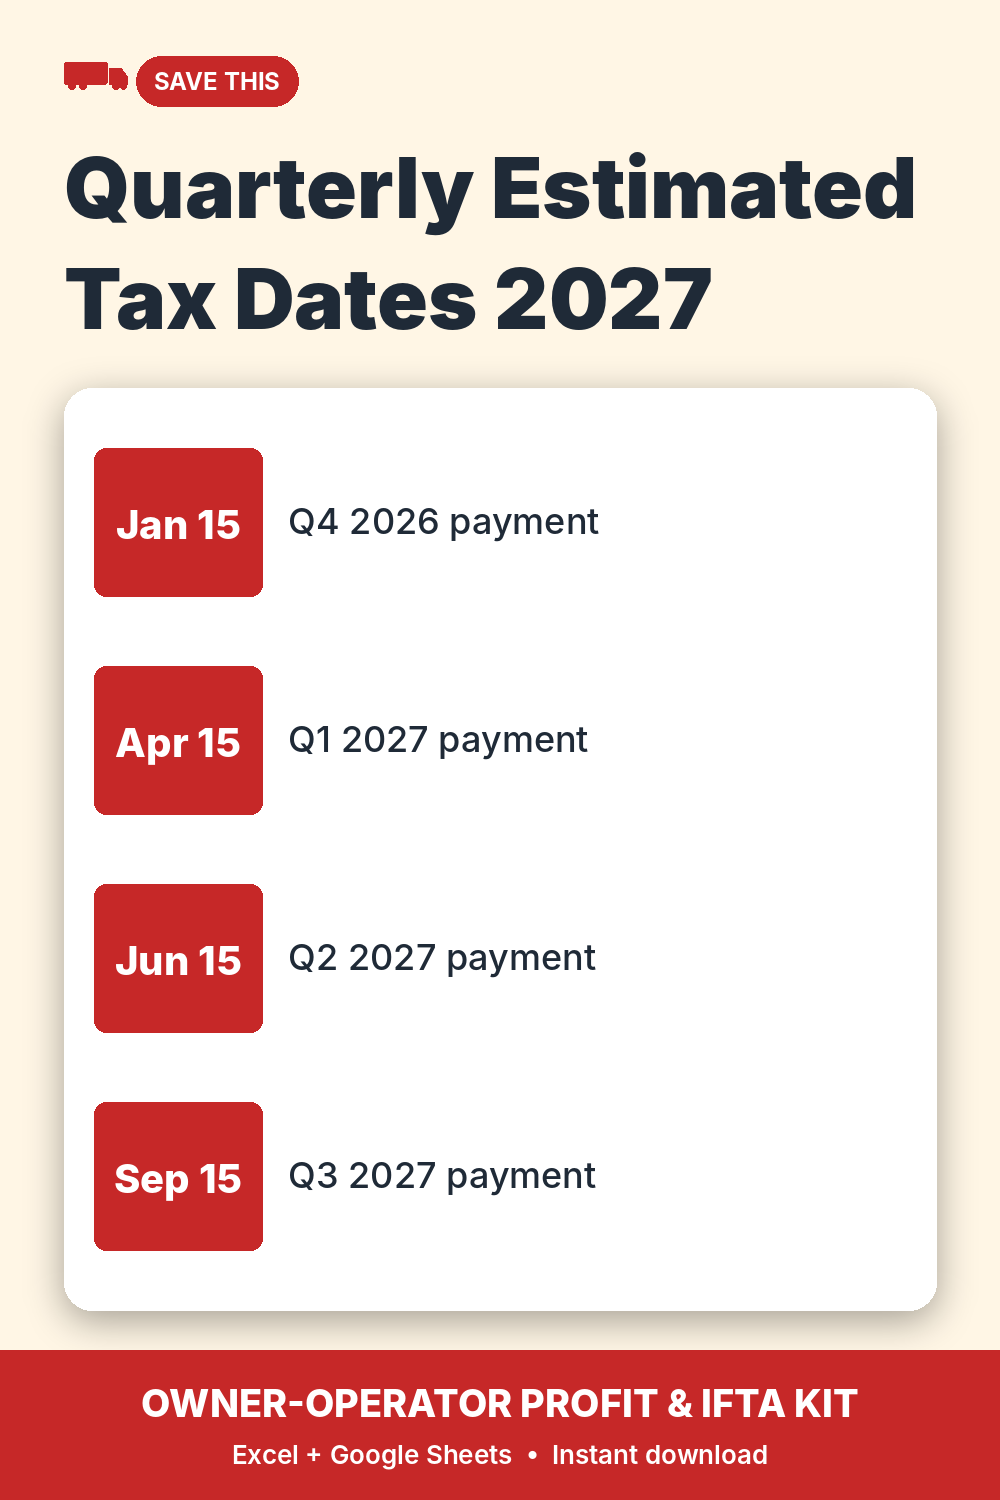 SAVE THIS
Quarterly Estimated
Tax Dates 2027
Jan 15
Q4 2026 payment
Apr 15
Q1 2027 payment
Jun 15
Q2 2027 payment
Sep 15
Q3 2027 payment
OWNER-OPERATOR PROFIT & IFTA KIT
Excel + Google Sheets • Instant download